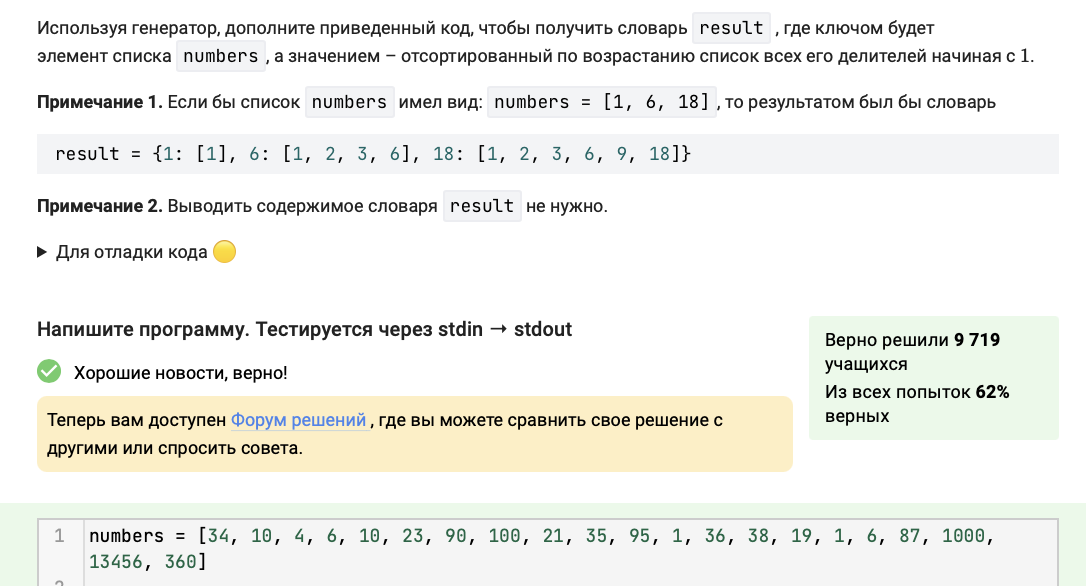 Используя генератор, дополните приведенный код, чтобы получить словарь result , где ключом будет
элемент списка numbers , а значением – отсортированный по возрастанию список всех его делителей начиная с 1.
Примечание 1. Если бы список numbers имел вид: numbers = [1, 6, 18] , то результатом был бы словарь
result = {1: [1], 6: [1, 2, 3, 6], 18: [1, 2, 3, 6, 9, 18]}
Примечание 2. Выводить содержимое словаря result не нужно.
Для отладки кода
Напишите программу. Тестируется через stdin → stdout
Хорошие новости, верно!
Теперь вам доступен Форум решений , где вы можете сравнить свое решение с
другими или спросить совета.
Верно решили 9 719
учащихся
Из всех попыток 62%
верных
1 numbers = [34, 10, 4, 6, 10, 23, 90, 100, 21, 35, 95, 1, 36, 38, 19, 1, 6, 87, 1000,
13456, 360]